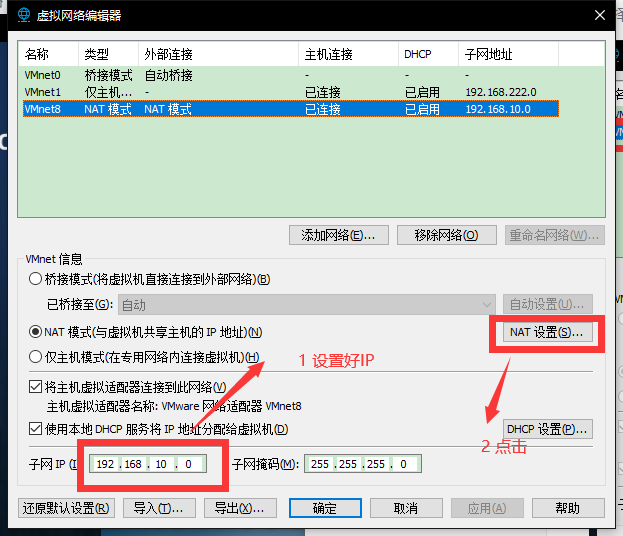 虚拟网络编辑器
名称 类型 外部连接 主机连接 DHCP 子网地址
VMnet0 桥接模式 自动桥接 - - -
VMnet1 仅主机... - 已连接 已启用 192.168.222.0
VMnet8 NAT 模式 NAT 模式 已连接 已启用 192.168.10.0
添加网络(E)... 移除网络(O) 重命名网络(W)...
VMnet 信息
桥接模式(将虚拟机直接连接到外部网络)(B)
已桥接至(G): 自动 自动设置(U)...
NAT 模式(与虚拟机共享主机的 IP 地址)(N) NAT 设置(S)...
仅主机模式(在专用网络内连接虚拟机)(H) 1 设置好IP
将主机虚拟适配器连接到此网络(V)
主机虚拟适配器名称: VMware 网络适配器 VMnet8
使用本地 DHCP 服务将 IP 地址分配给虚拟机(D) DHCP 设置(P)...
2 点击
子网 IP (I 192 . 168 . 10 . 0 子网掩码(M): 255 . 255 . 255 . 0
还原默认设置(R) 导入(T)... 导出(X)... 确定 取消 应用(A) 帮助